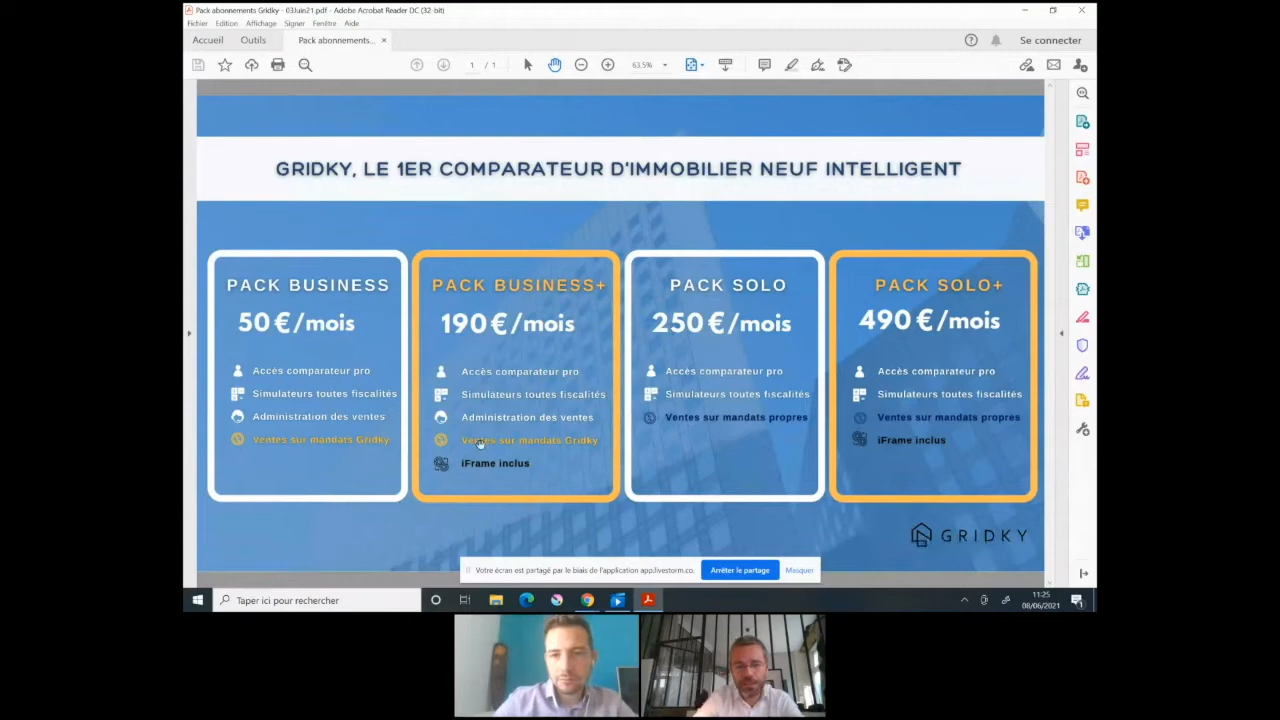 Pack abonnements Gridky - 03Juin21.pdf - Adobe Acrobat Reader DC (32-bit)
Fichier Edition Affichage Signer Fenêtre Aide
Accueil Outils Pack abonnements... × Se connecter
1 / 1 63,5%
GRIDKY, LE 1ER COMPARATEUR D'IMMOBILIER NEUF INTELLIGENT
PACK BUSINESS
50 €/mois
Accès comparateur pro
Simulateurs toutes fiscalités
Administration des ventes
Ventes sur mandats Gridky
PACK BUSINESS+
190 €/mois
Accès comparateur pro
Simulateurs toutes fiscalités
Administration des ventes
Ventes sur mandats Gridky
iFrame inclus
PACK SOLO
250 €/mois
Accès comparateur pro
Simulateurs toutes fiscalités
Ventes sur mandats propres
PACK SOLO+
490 €/mois
Accès comparateur pro
Simulateurs toutes fiscalités
Ventes sur mandats propres
iFrame inclus
GRIDKY
Votre écran est partagé par le biais de l'application app.livestorm.co. Arrêter le partage Masquer
Taper ici pour rechercher
11:25
08/06/2021